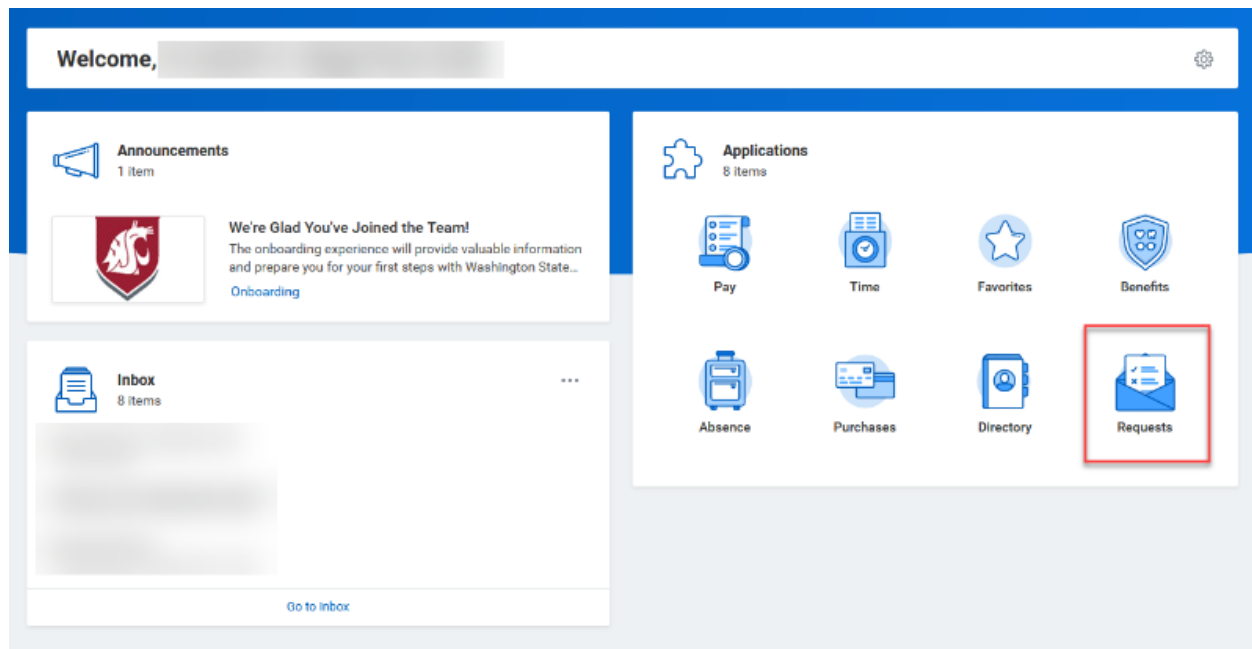 Welcome,
Announcements
1 item
We're Glad You've Joined the Team!
The onboarding experience will provide valuable information
and prepare you for your first steps with Washington State...
Onboarding
Inbox
8 items
Go to Inbox
Applications
8 items
Pay
Time
Favorites
Benefits
Absence
Purchases
Directory
Requests